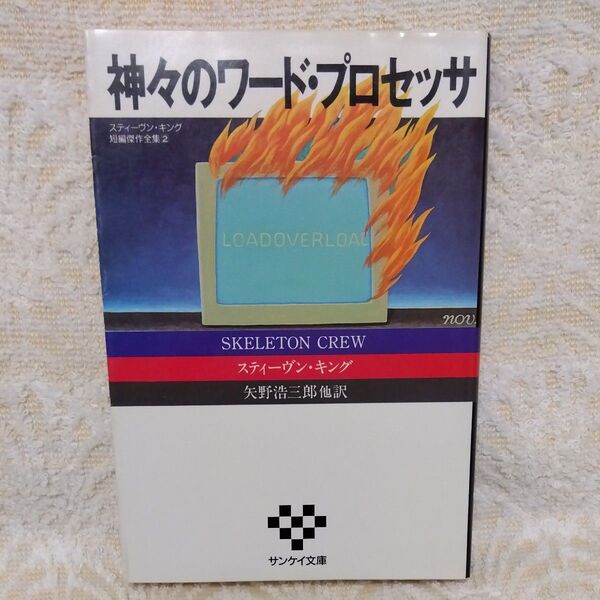 神々のワード・プロセッサ
スティーヴン・キング
短編傑作全集2
LOADOVERLOAD
nov.
SKELETON CREW
スティーヴン・キング
矢野浩三郎他訳
サンケイ文庫